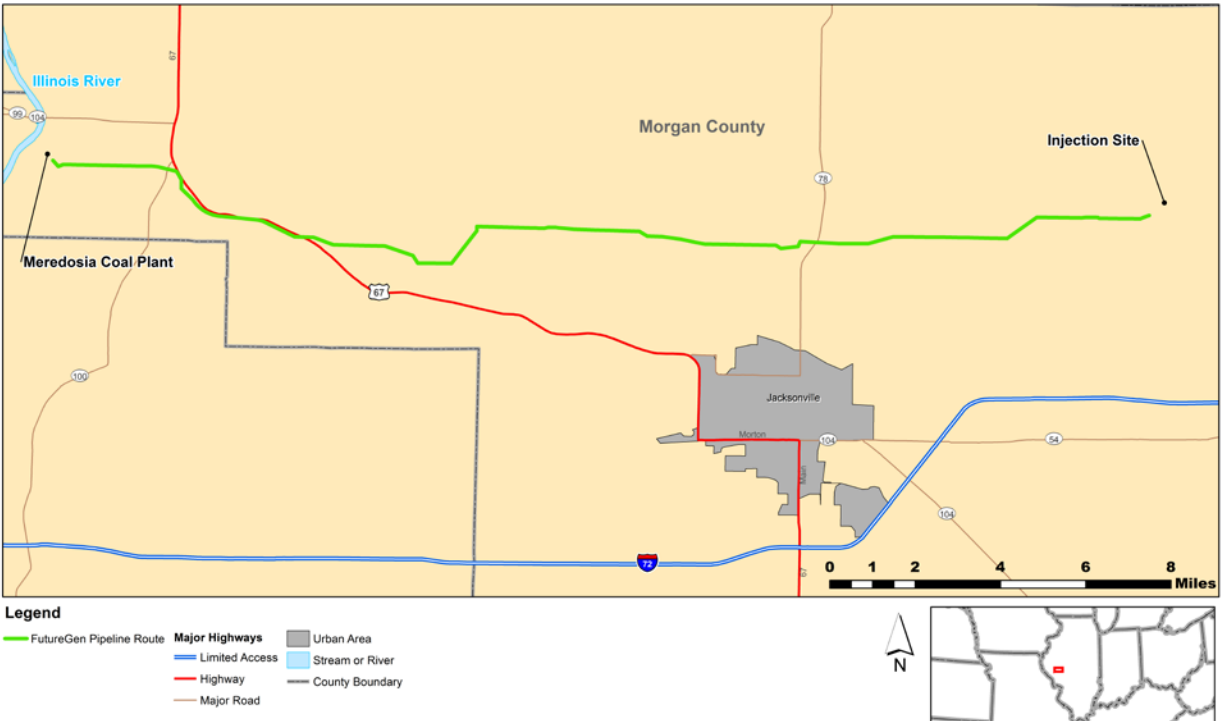 67
Illinois River
99
104
Morgan County
Injection Site
78
Meredosia Coal Plant
67
100
Jacksonville
Morton
104
54
Main
104
72
67
0 1 2 4 6 8
Miles
Legend
FutureGen Pipeline Route
Major Highways
Limited Access
Highway
Major Road
Urban Area
Stream or River
County Boundary
N